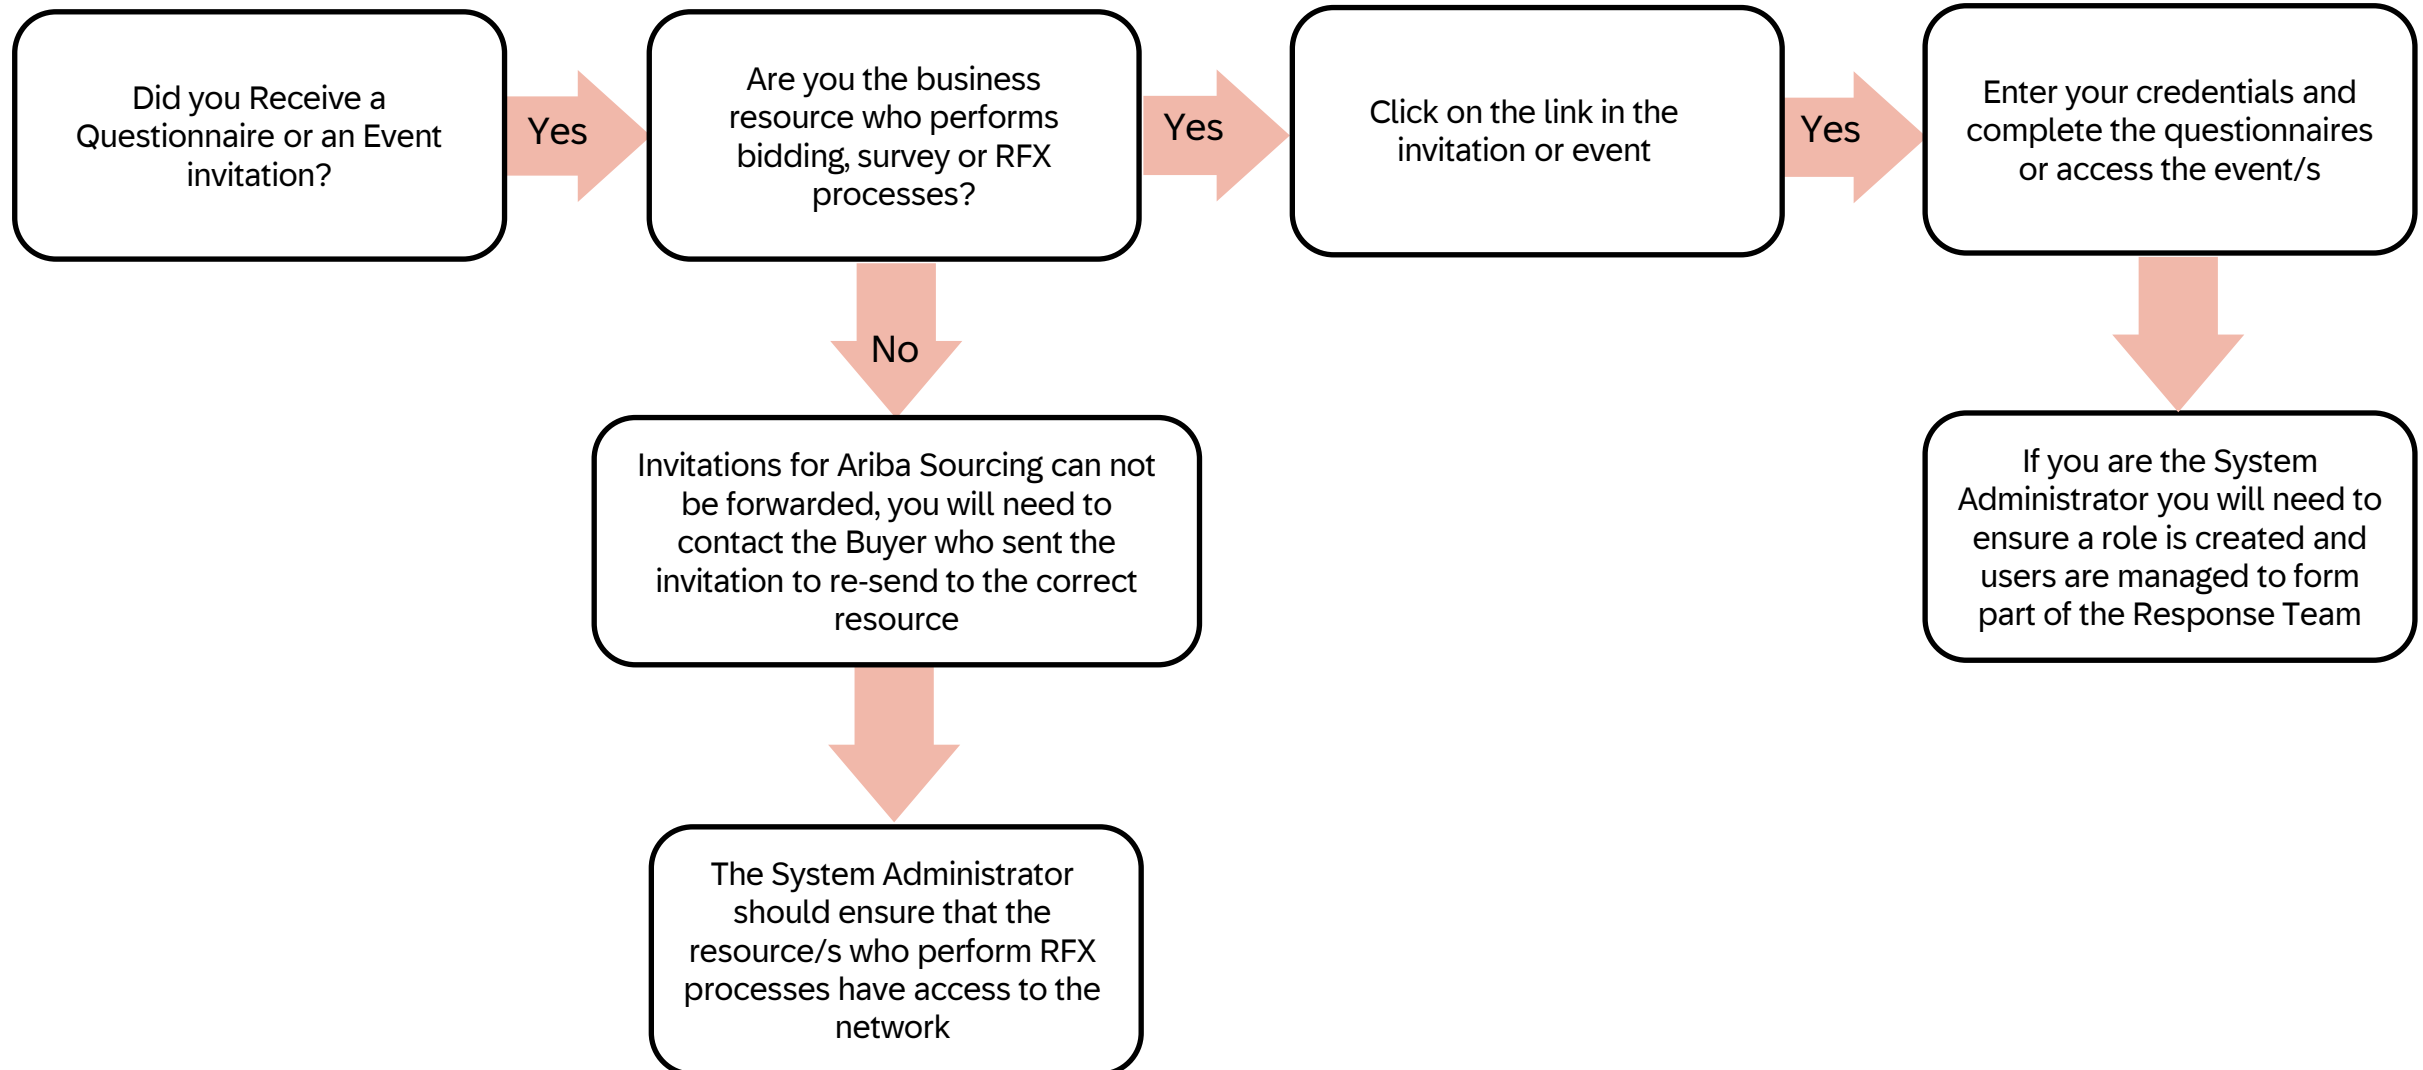 Did you Receive a
Questionnaire or an Event
invitation?
Yes
Are you the business
resource who performs
bidding, survey or RFX
processes?
Yes
Click on the link in the
invitation or event
Yes
Enter your credentials and
complete the questionnaires
or access the event/s
No
Invitations for Ariba Sourcing can not
be forwarded, you will need to
contact the Buyer who sent the
invitation to re-send to the correct
resource
If you are the System
Administrator you will need to
ensure a role is created and
users are managed to form
part of the Response Team
The System Administrator
should ensure that the
resource/s who perform RFX
processes have access to the
network